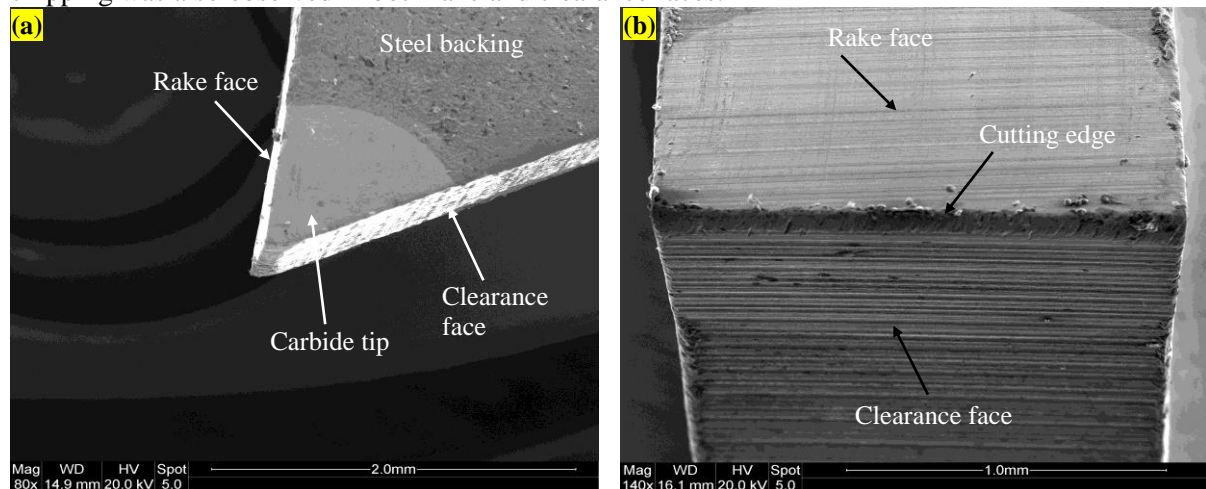 (a)
Steel backing
Rake face
Clearance
face
Carbide tip
Mag WD HV Spot
80x 14.9 mm 20.0 kV 5.0
2.0mm
(b)
Rake face
Cutting edge
Clearance face
Mag WD HV Spot
140x 16.1 mm 20.0 kV 5.0
1.0mm